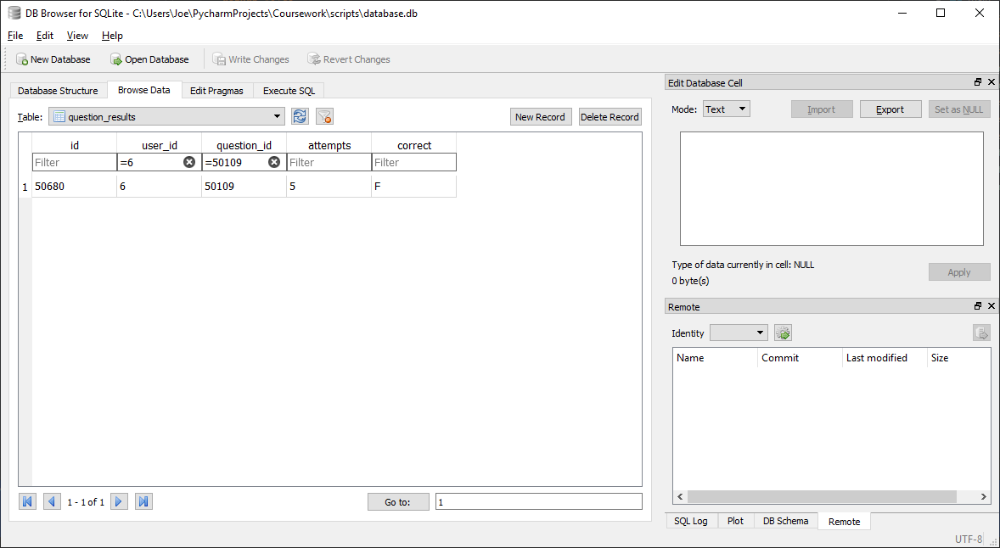 DB Browser for SQLite - C:\Users\Joe\PycharmProjects\Coursework\scripts\database.db
File Edit View Help
New Database Open Database Write Changes Revert Changes
Database Structure Browse Data Edit Pragmas Execute SQL
Table: question_results New Record Delete Record
id user_id question_id attempts correct
Filter =6 =50109 Filter Filter
1 50680 6 50109 5 F
1 - 1 of 1 Go to: 1
Edit Database Cell
Mode: Text Import Export Set as NULL
Type of data currently in cell: NULL
0 byte(s)
Apply
Remote
Identity
Name Commit Last modified Size
SQL Log Plot DB Schema Remote
UTF-8